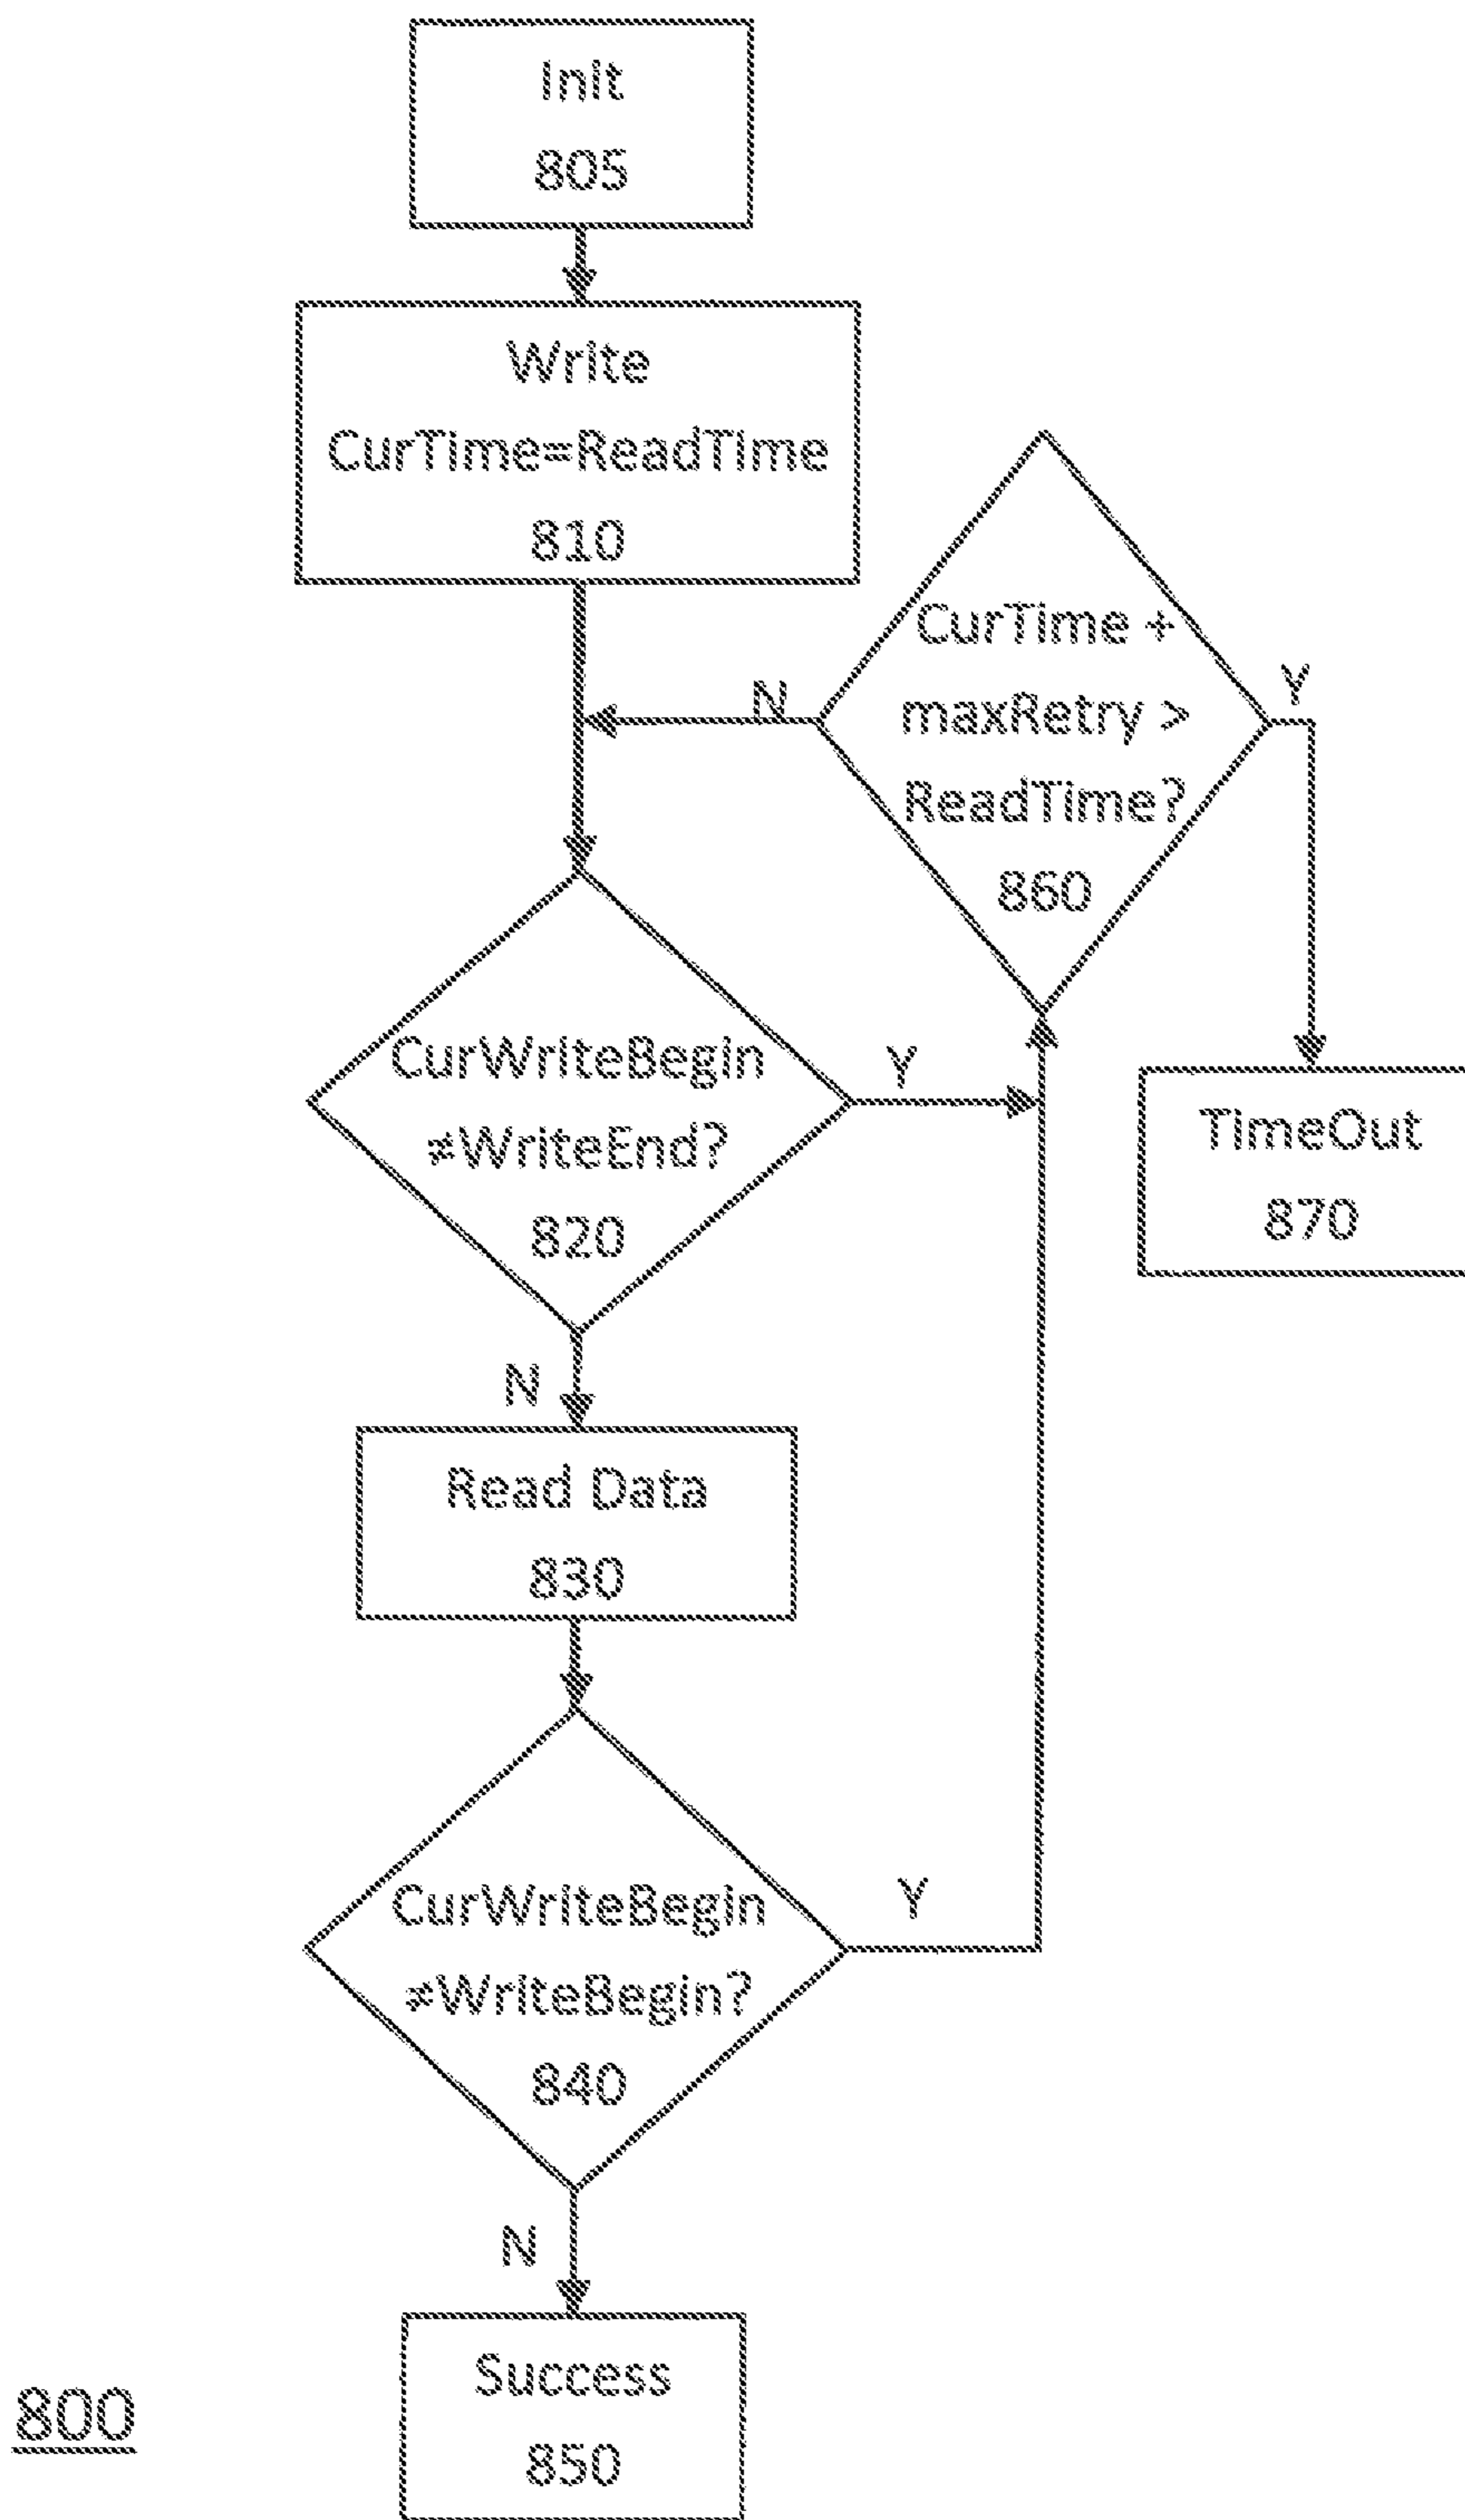 Init
805
Write
CurTime=ReadTime
810
CurTime +
maxRetry >
ReadTime?
860
N
Y
CurWriteBegin
≠WriteEnd?
820
Y
TimeOut
870
N
Read Data
830
CurWriteBegin
≠WriteBegin?
840
Y
N
Success
850
800